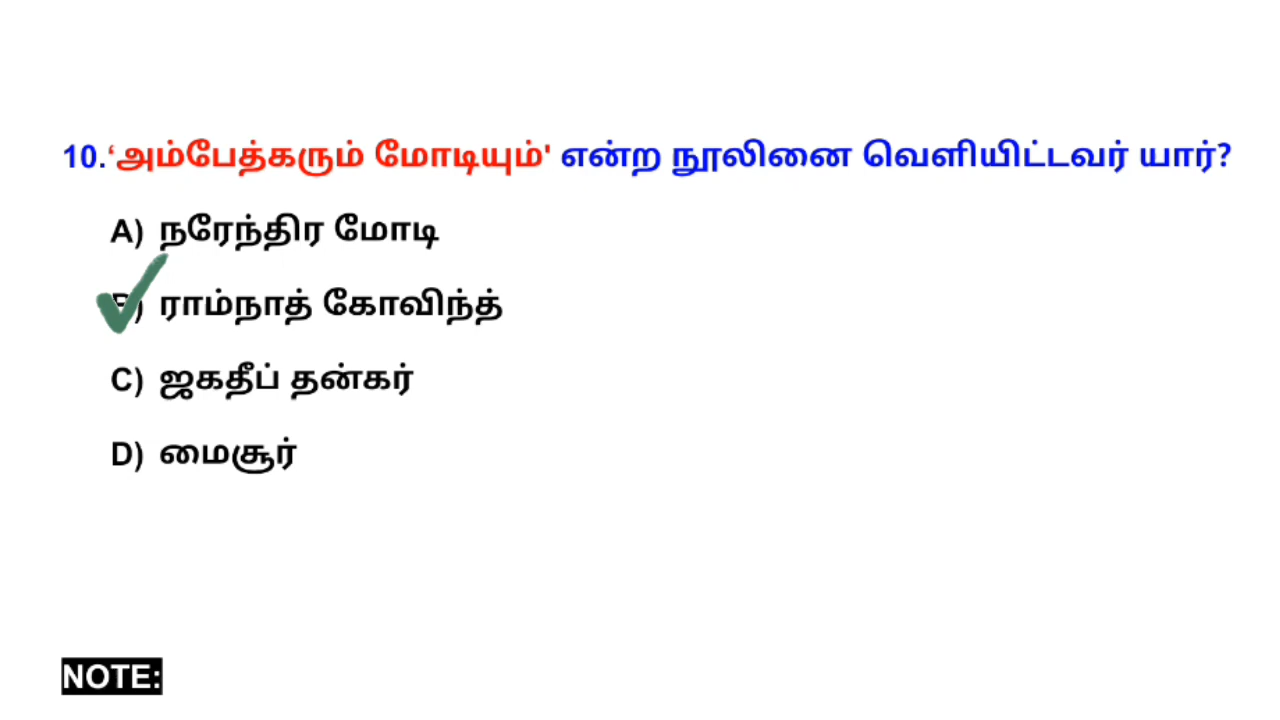 10.‘அம்பேத்கரும் மோடியும்' என்ற நூலினை வெளியிட்டவர் யார்?
A) நரேந்திர மோடி
B) ராம்நாத் கோவிந்த்
C) ஜகதீப் தன்கர்
D) மைசூர்
NOTE: